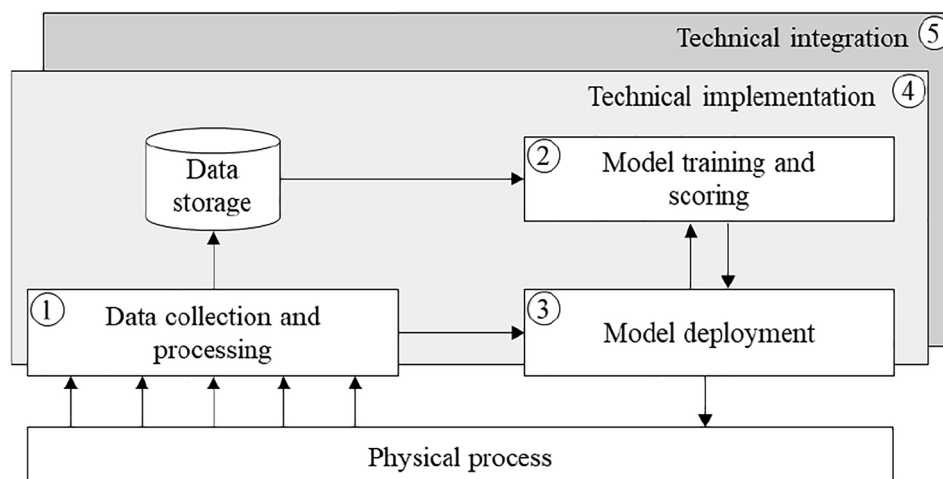 Technical integration 5
Technical implementation 4
Data
storage
2
Model training and
scoring
1
Data collection and
processing
3
Model deployment
Physical process